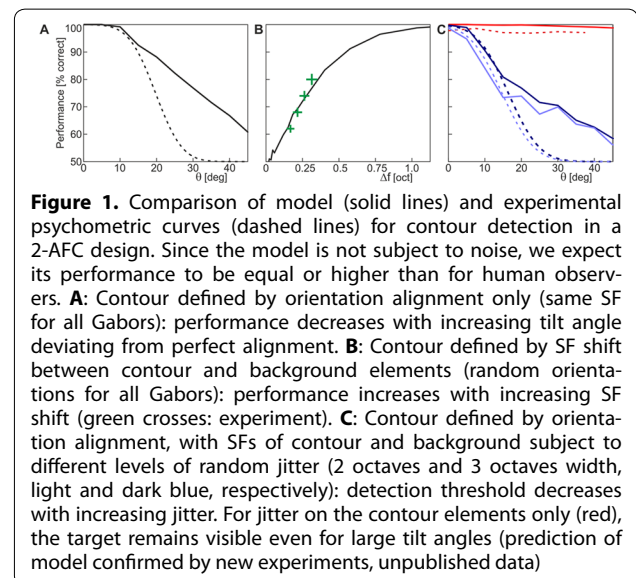 A
B
C
Performance [% correct]
100
90
80
70
60
50
0 10 20 30 40
θ [deg]
0 0.25 0.5 0.75 1
Δf [oct]
0 10 20 30 40
θ [deg]
Figure 1. Comparison of model (solid lines) and experimental
psychometric curves (dashed lines) for contour detection in a
2-AFC design. Since the model is not subject to noise, we expect
its performance to be equal or higher than for human observ-
ers. A: Contour defined by orientation alignment only (same SF
for all Gabors): performance decreases with increasing tilt angle
deviating from perfect alignment. B: Contour defined by SF shift
between contour and background elements (random orienta-
tions for all Gabors): performance increases with increasing SF
shift (green crosses: experiment). C: Contour defined by orienta-
tion alignment, with SFs of contour and background subject to
different levels of random jitter (2 octaves and 3 octaves width,
light and dark blue, respectively): detection threshold decreases
with increasing jitter. For jitter on the contour elements only (red),
the target remains visible even for large tilt angles (prediction of
model confirmed by new experiments, unpublished data)